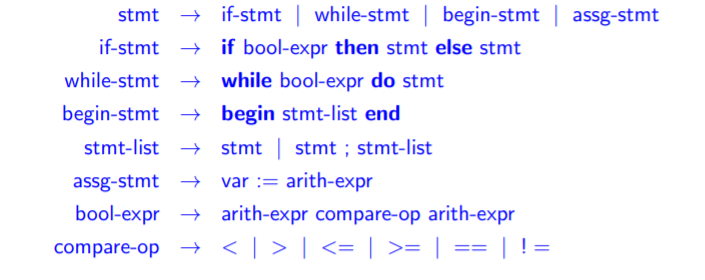 stmt → if-stmt | while-stmt | begin-stmt | assg-stmt
if-stmt → if bool-expr then stmt else stmt
while-stmt → while bool-expr do stmt
begin-stmt → begin stmt-list end
stmt-list → stmt | stmt ; stmt-list
assg-stmt → var := arith-expr
bool-expr → arith-expr compare-op arith-expr
compare-op → < | > | <= | >= | == | ! =